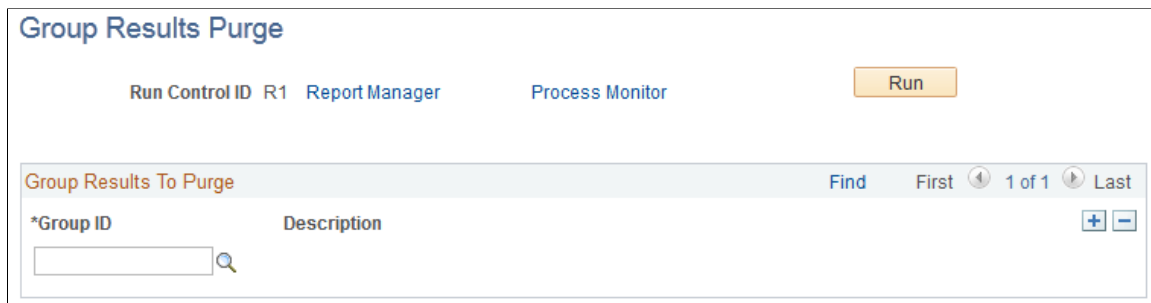 Group Results Purge
Run Control ID R1 Report Manager Process Monitor Run
Group Results To Purge Find First 1 of 1 Last
*Group ID Description